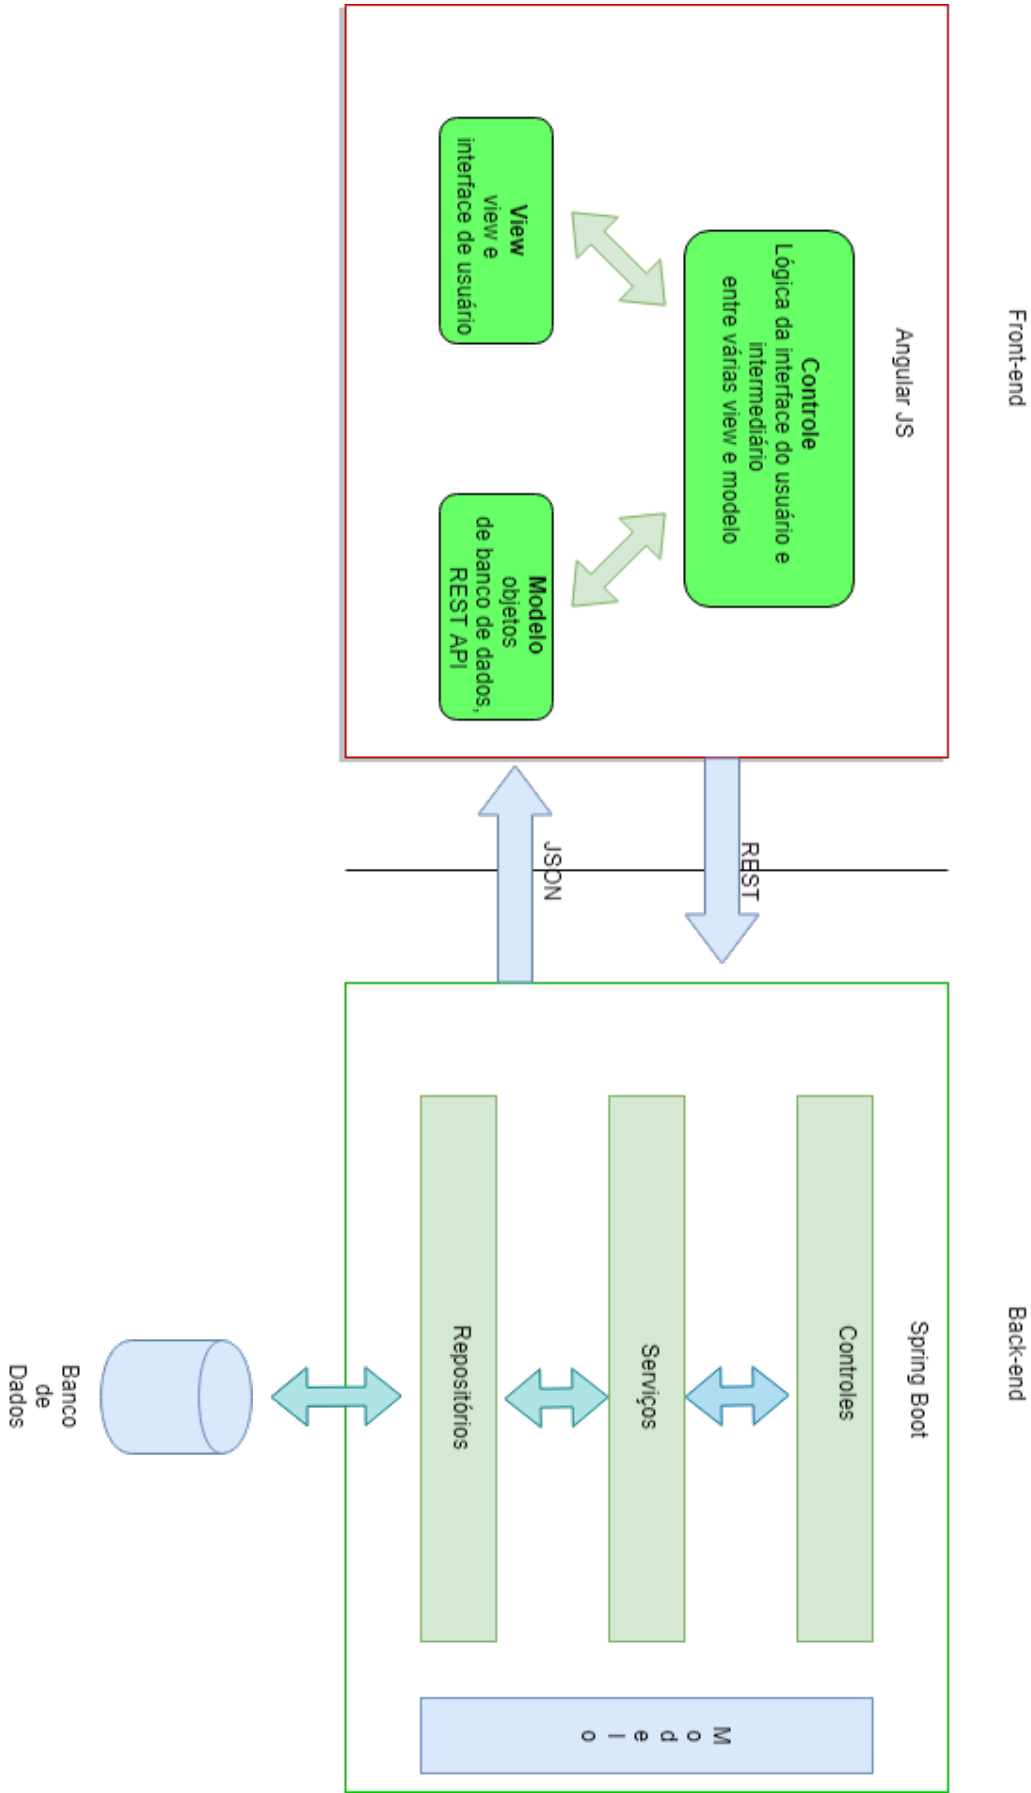 Front-end
Back-end
Angular JS
Controle
Lógica da interface do usuário e
intermediário
entre várias view e modelo
View
view e
interface de usuário
Modelo
objetos
de banco de dados,
REST API
REST
JSON
Spring Boot
Controles
Serviços
Repositórios
M
o
d
e
l
o
Banco
de
Dados